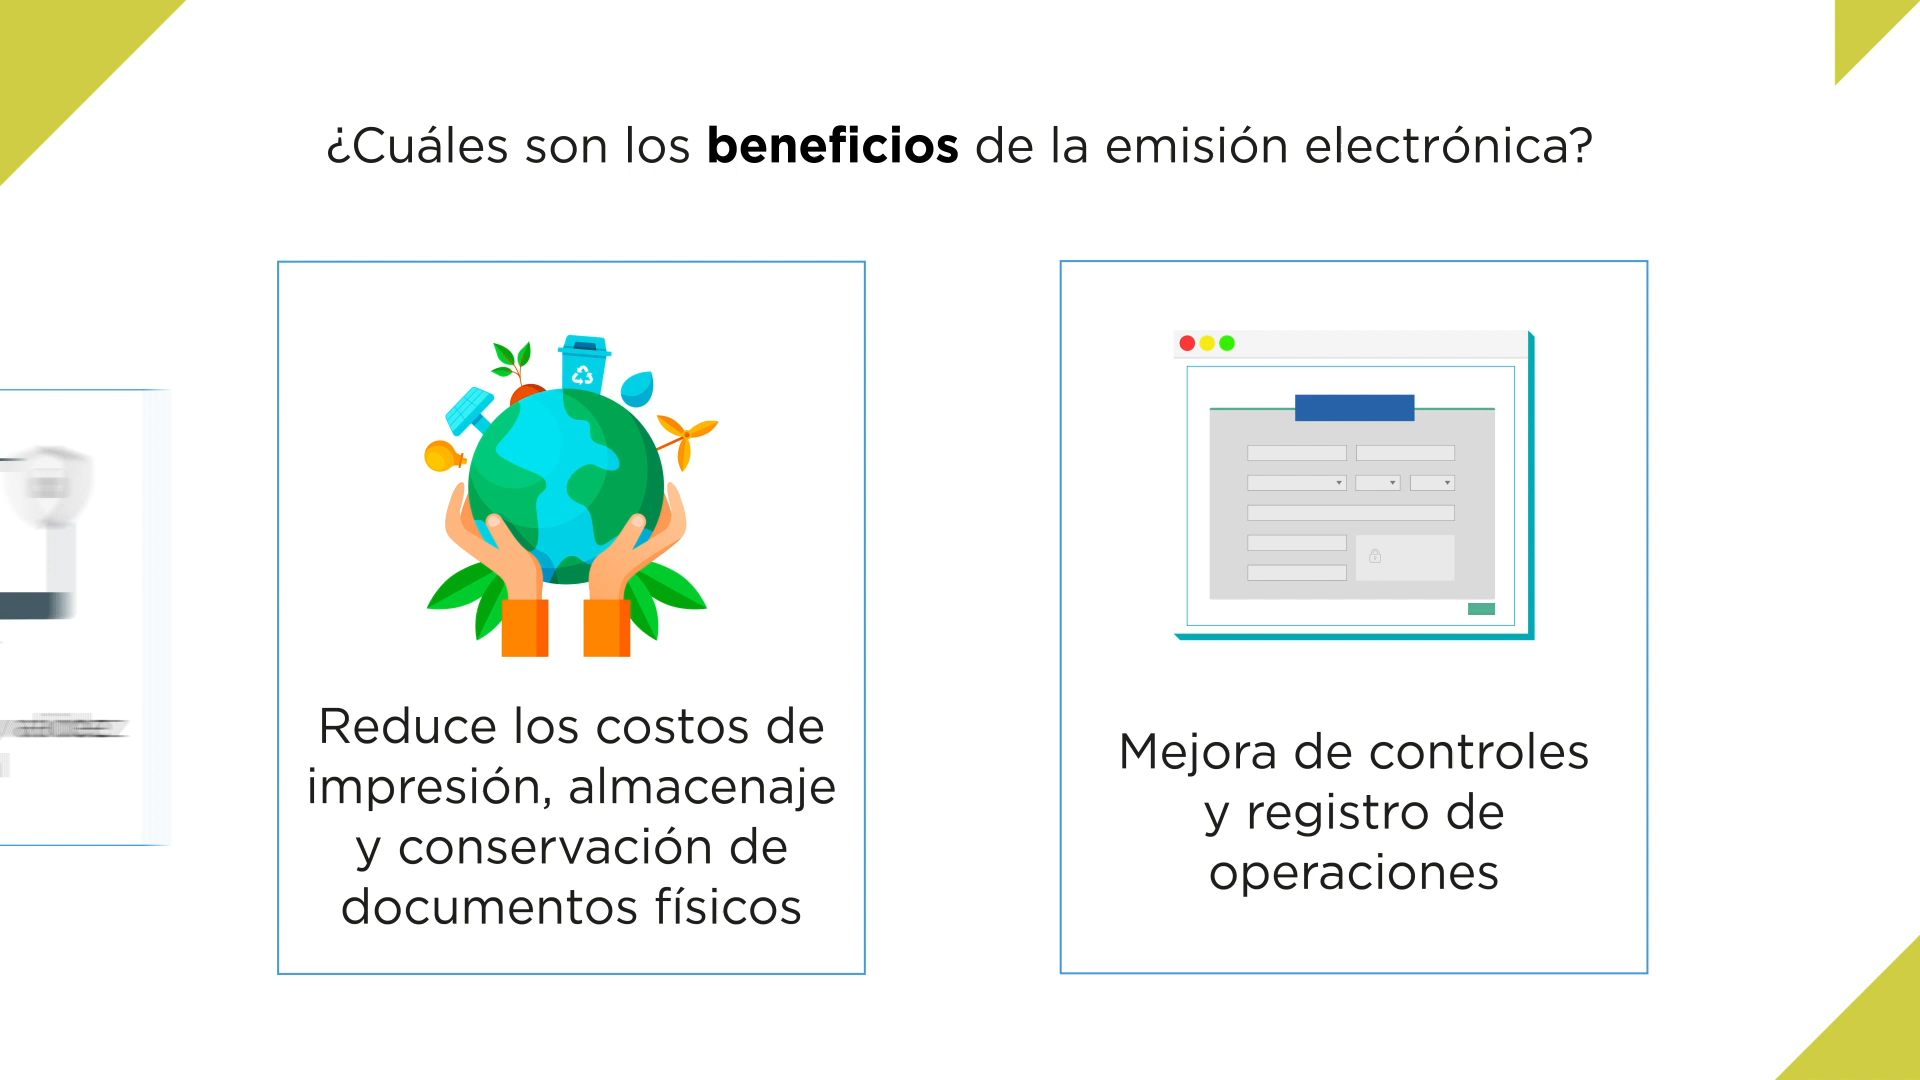 ¿Cuáles son los beneficios de la emisión electrónica?
Reduce los costos de
impresión, almacenaje
y conservación de
documentos físicos
Mejora de controles
y registro de
operaciones